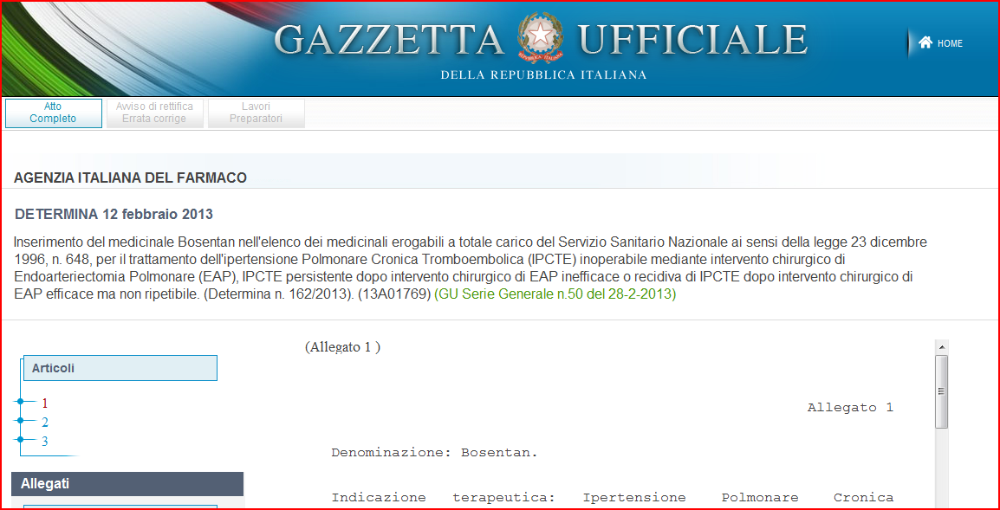 GAZZETTA UFFICIALE
DELLA REPUBBLICA ITALIANA
HOME
Atto
Completo
Avviso di rettifica
Errata corrige
Lavori
Preparatori
AGENZIA ITALIANA DEL FARMACO
DETERMINA 12 febbraio 2013
Inserimento del medicinale Bosentan nell'elenco dei medicinali erogabili a totale carico del Servizio Sanitario Nazionale ai sensi della legge 23 dicembre
1996, n. 648, per il trattamento dell'ipertensione Polmonare Cronica Tromboembolica (IPCTE) inoperabile mediante intervento chirurgico di
Endoarteriectomia Polmonare (EAP), IPCTE persistente dopo intervento chirurgico di EAP inefficace o recidiva di IPCTE dopo intervento chirurgico di
EAP efficace ma non ripetibile. (Determina n. 162/2013). (13A01769) (GU Serie Generale n.50 del 28-2-2013)
Articoli
1
2
3
Allegati
(Allegato 1 )
Allegato 1
Denominazione: Bosentan.
Indicazione terapeutica: Ipertensione Polmonare Cronica